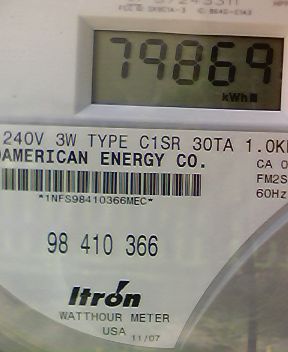 79869
kWh
240V 3W TYPE C1SR 30TA 1.0K
AMERICAN ENERGY CO.
CA 0
FM2S
60Hz
*1NFS98410366MEC*
98 410 366
Itron
WATTHOUR METER
USA 11/07